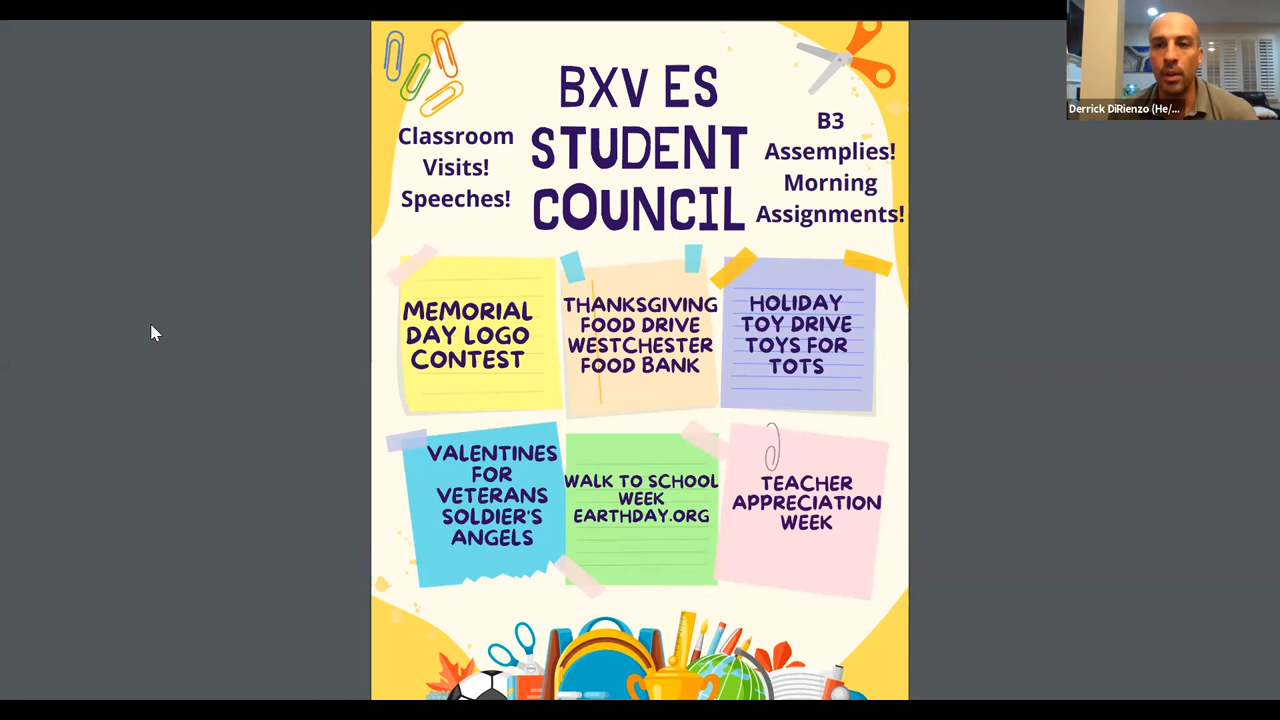 BXV ES
STUDENT
COUNCIL
Classroom
Visits!
Speeches!
B3
Assemplies!
Morning
Assignments!
MEMORIAL
DAY LOGO
CONTEST
THANKSGIVING
FOOD DRIVE
WESTCHESTER
FOOD BANK
HOLIDAY
TOY DRIVE
TOYS FOR
TOTS
VALENTINES
FOR
VETERANS
SOLDIER'S
ANGELS
WALK TO SCHOOL
WEEK
EARTHDAY.ORG
TEACHER
APPRECIATION
WEEK
Derrick DiRienzo (He/...